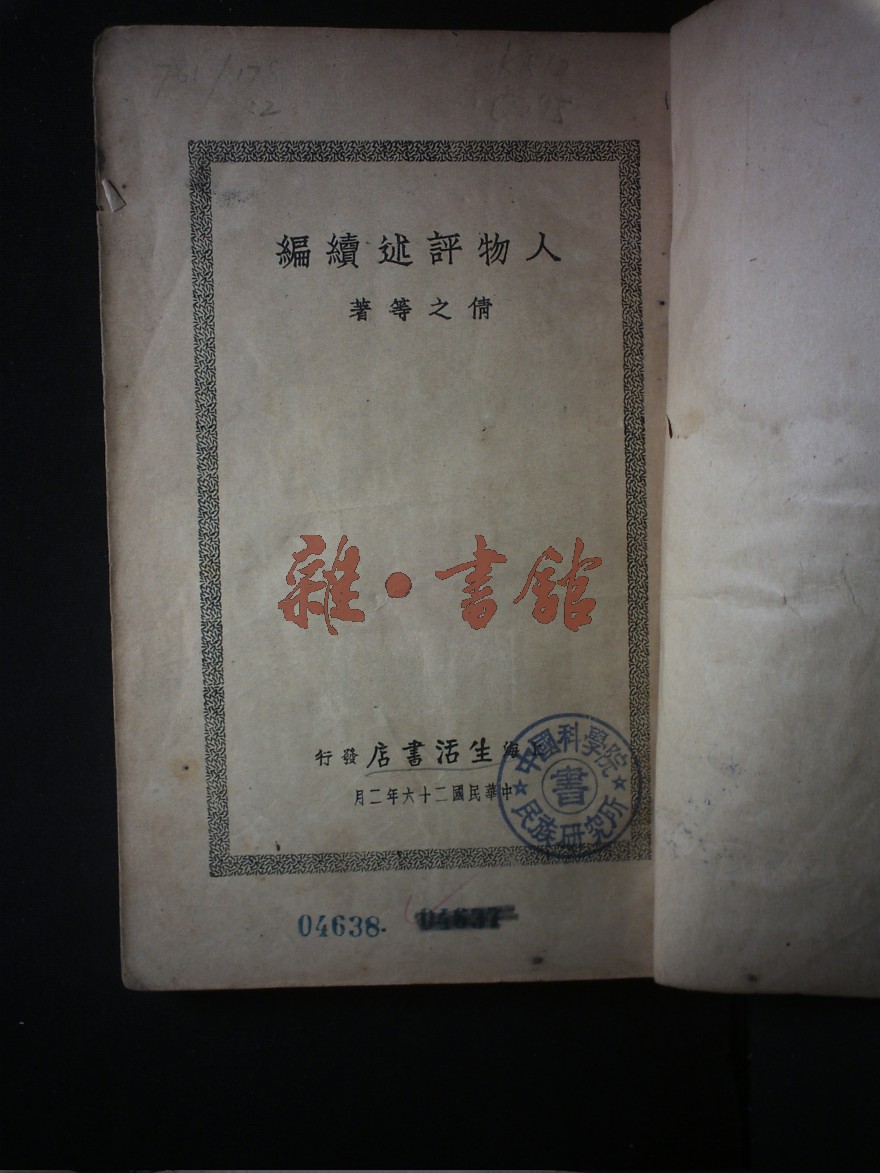 人物評述續編
倩之等著
雜·書館
上海生活書店發行
中華民國二十六年二月
中國科學院
民族研究所
書
04638.
04637